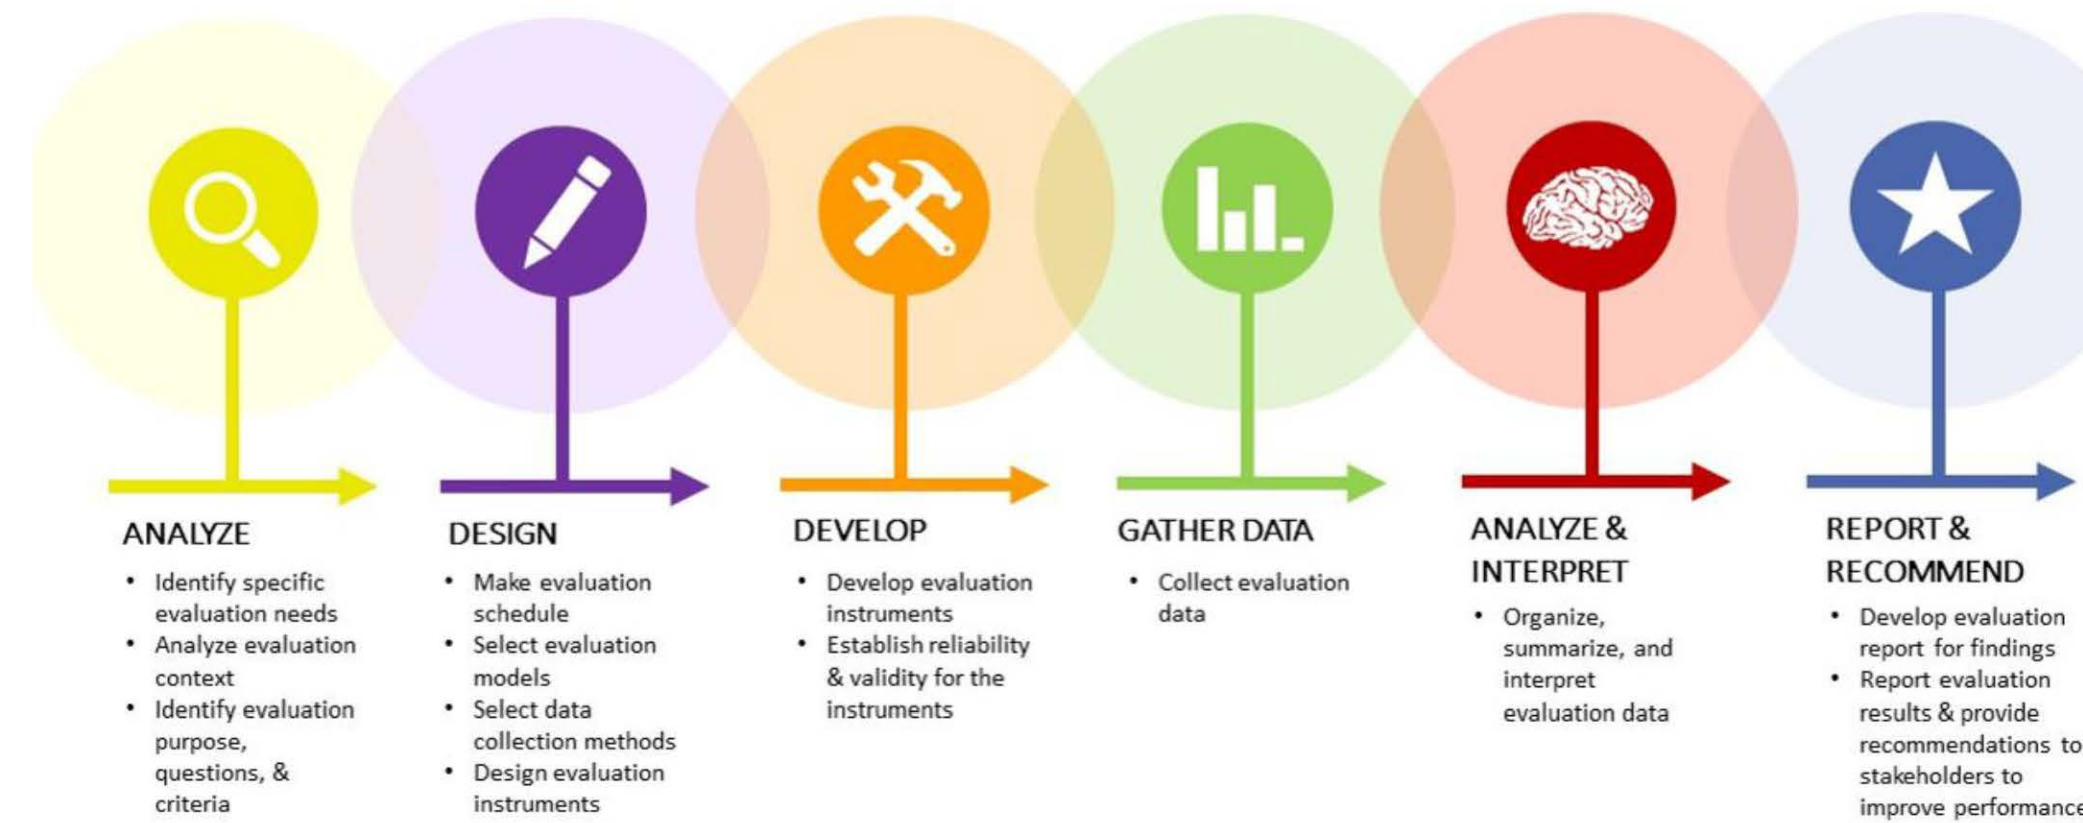 ANALYZE
• Identify specific
evaluation needs
• Analyze evaluation
context
• Identify evaluation
purpose,
questions, &
criteria
DESIGN
• Make evaluation
schedule
• Select evaluation
models
• Select data
collection methods
• Design evaluation
instruments
DEVELOP
• Develop evaluation
instruments
• Establish reliability
& validity for the
instruments
GATHER DATA
• Collect evaluation
data
ANALYZE &
INTERPRET
• Organize,
summarize, and
interpret
evaluation data
REPORT &
RECOMMEND
• Develop evaluation
report for findings
• Report evaluation
results & provide
recommendations to
stakeholders to
improve performance